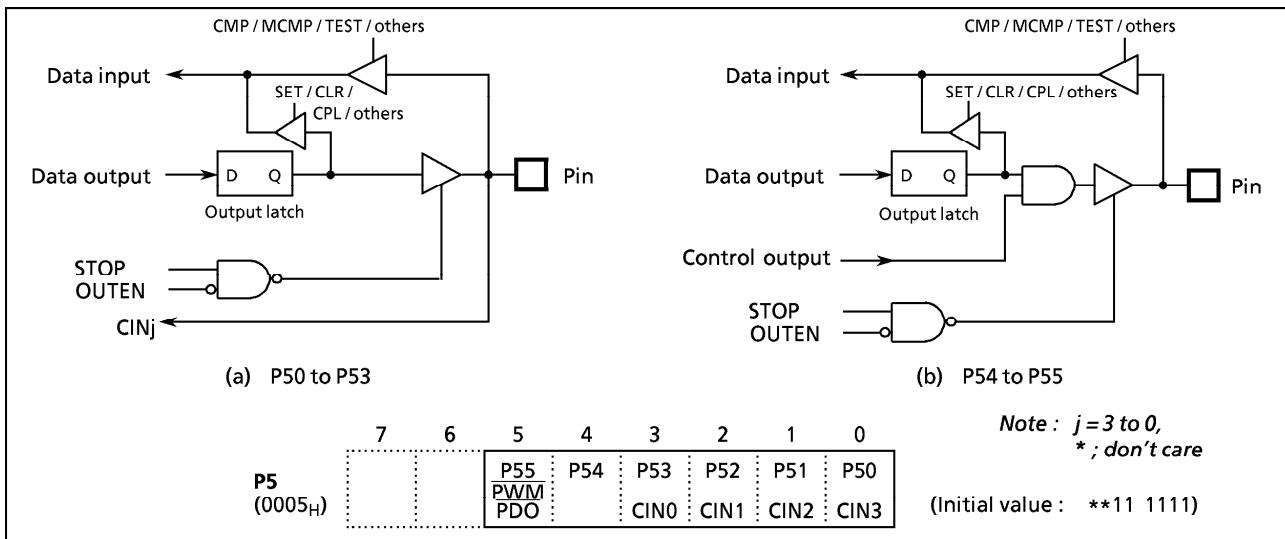 CMP / MCMP / TEST / others
Data input
SET / CLR /
CPL / others
Data output
D Q
Output latch
Pin
STOP
OUTEN
CINj
(a) P50 to P53
CMP / MCMP / TEST / others
Data input
SET / CLR / CPL / others
Data output
D Q
Output latch
Pin
Control output
STOP
OUTEN
(b) P54 to P55
Note : j = 3 to 0,
* ; don't care
7 6 5 4 3 2 1 0
P5
(0005H)
P55 P54 P53 P52 P51 P50
PWM
PDO CIN0 CIN1 CIN2 CIN3
(Initial value : **11 1111)